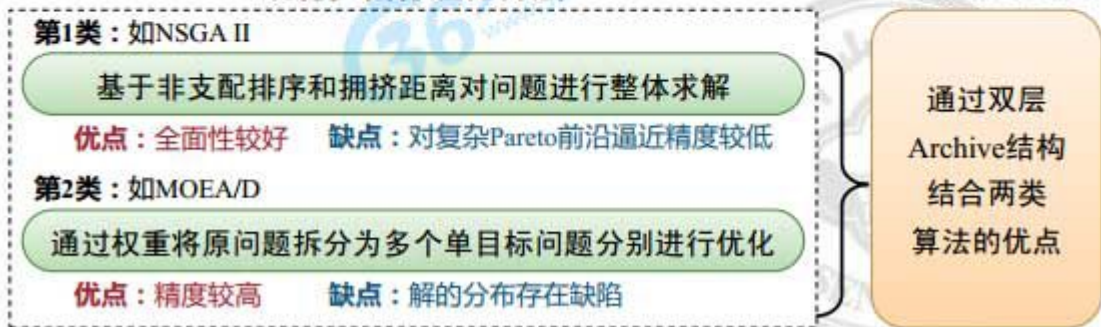 第1类：如NSGA II
基于非支配排序和拥挤距离对问题进行整体求解
优点：全面性较好 缺点：对复杂Pareto前沿逼近精度较低
第2类：如MOEA/D
通过权重将原问题拆分为多个单目标问题分别进行优化
优点：精度较高 缺点：解的分布存在缺陷
通过双层
Archive结构
结合两类
算法的优点